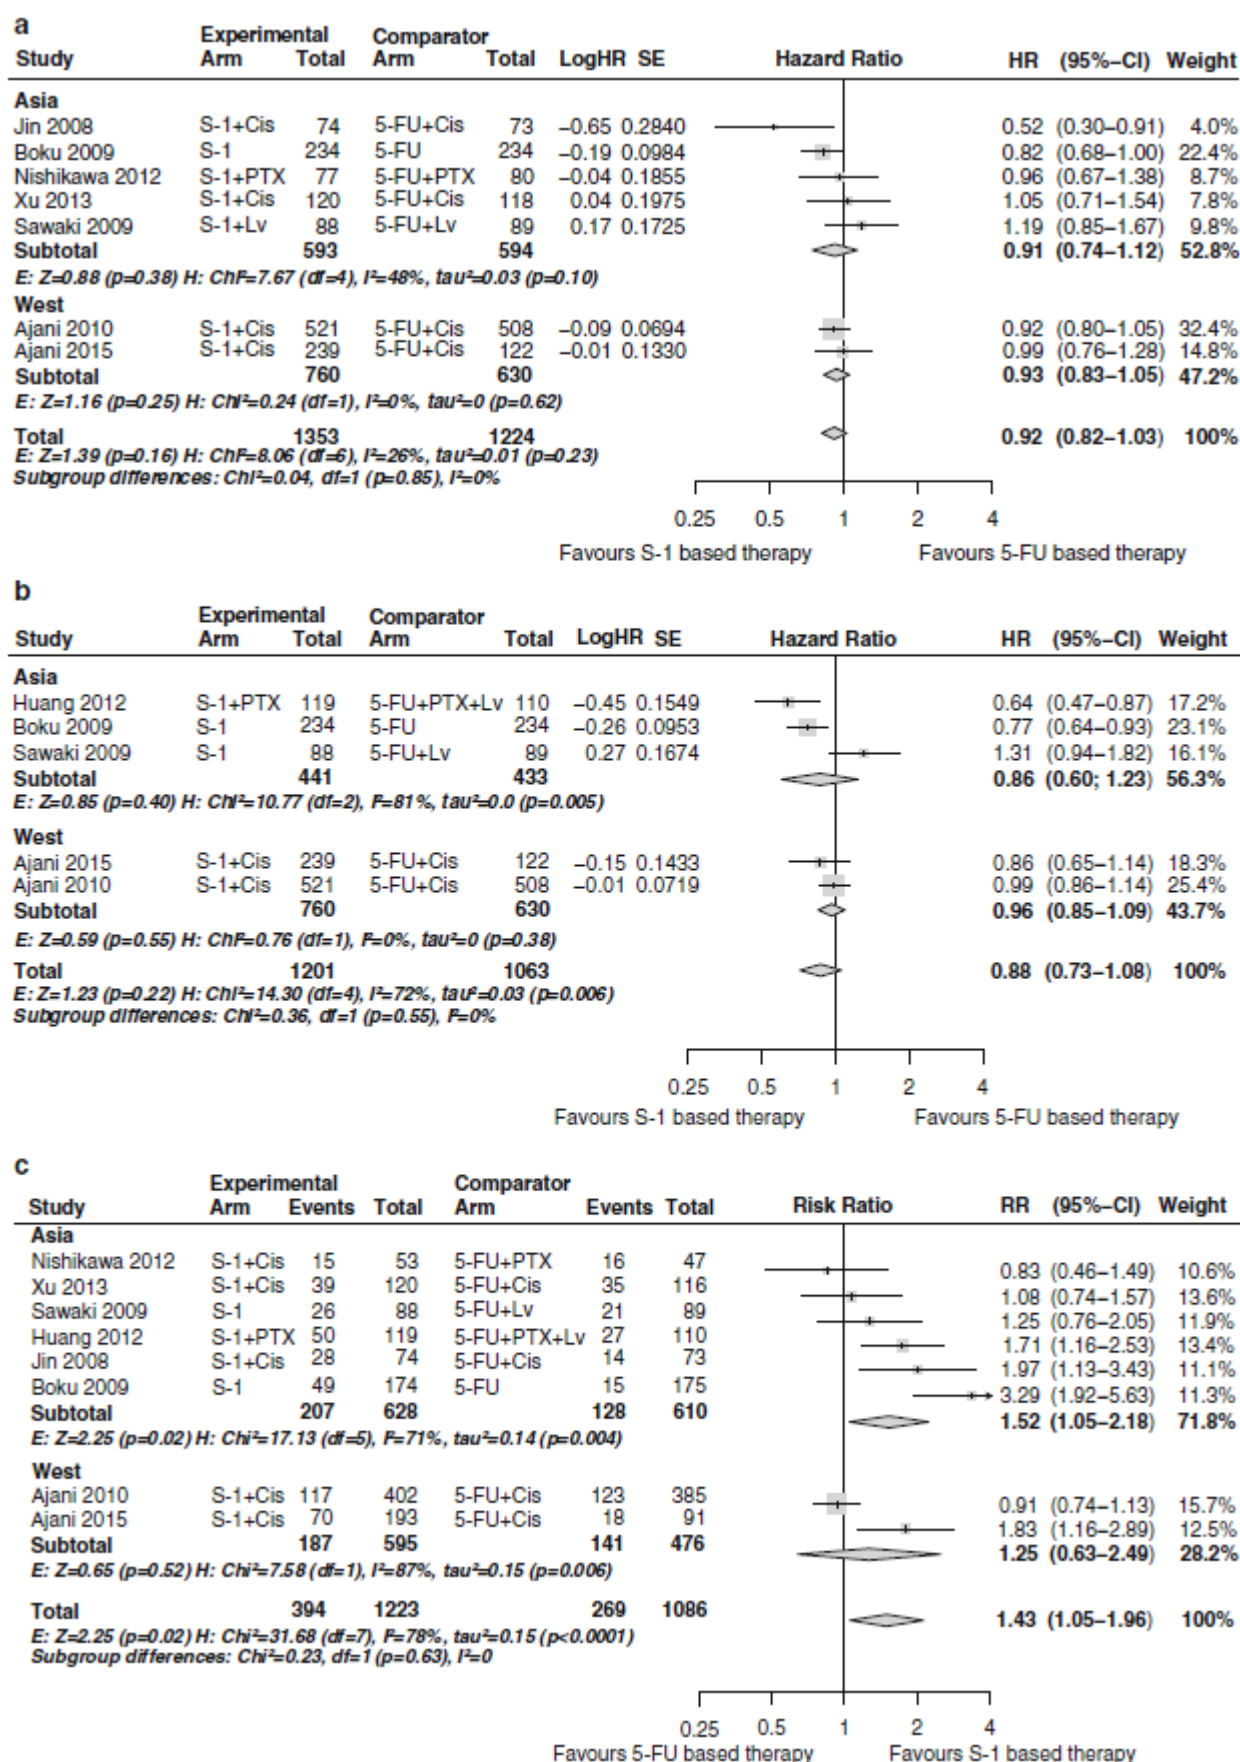 a
Experimental Comparator
Study Arm Total Arm Total LogHR SE Hazard Ratio HR (95%−CI) Weight
Asia
Jin 2008 S-1+Cis 74 5-FU+Cis 73 −0.65 0.2840 0.52 (0.30−0.91) 4.0%
Boku 2009 S-1 234 5-FU 234 −0.19 0.0984 0.82 (0.68−1.00) 22.4%
Nishikawa 2012 S-1+PTX 77 5-FU+PTX 80 −0.04 0.1855 0.96 (0.67−1.38) 8.7%
Xu 2013 S-1+Cis 120 5-FU+Cis 118 0.04 0.1975 1.05 (0.71−1.54) 7.8%
Sawaki 2009 S-1+Lv 88 5-FU+Lv 89 0.17 0.1725 1.19 (0.85−1.67) 9.8%
Subtotal 593 594 0.91 (0.74−1.12) 52.8%
E: Z=0.88 (p=0.38) H: Chi²=7.67 (df=4), I²=48%, tau²=0.03 (p=0.10)
West
Ajani 2010 S-1+Cis 521 5-FU+Cis 508 −0.09 0.0694 0.92 (0.80−1.05) 32.4%
Ajani 2015 S-1+Cis 239 5-FU+Cis 122 −0.01 0.1330 0.99 (0.76−1.28) 14.8%
Subtotal 760 630 0.93 (0.83−1.05) 47.2%
E: Z=1.16 (p=0.25) H: Chi²=0.24 (df=1), I²=0%, tau²=0 (p=0.62)
Total 1353 1224 0.92 (0.82−1.03) 100%
E: Z=1.39 (p=0.16) H: Chi²=8.06 (df=6), I²=26%, tau²=0.01 (p=0.23)
Subgroup differences: Chi²=0.04, df=1 (p=0.85), I²=0%
0.25 0.5 1 2 4
Favours S-1 based therapy Favours 5-FU based therapy
b
Experimental Comparator
Study Arm Total Arm Total LogHR SE Hazard Ratio HR (95%−CI) Weight
Asia
Huang 2012 S-1+PTX 119 5-FU+PTX+Lv 110 −0.45 0.1549 0.64 (0.47−0.87) 17.2%
Boku 2009 S-1 234 5-FU 234 −0.26 0.0953 0.77 (0.64−0.93) 23.1%
Sawaki 2009 S-1 88 5-FU+Lv 89 0.27 0.1674 1.31 (0.94−1.82) 16.1%
Subtotal 441 433 0.86 (0.60; 1.23) 56.3%
E: Z=0.85 (p=0.40) H: Chi²=10.77 (df=2), I²=81%, tau²=0.0 (p=0.005)
West
Ajani 2015 S-1+Cis 239 5-FU+Cis 122 −0.15 0.1433 0.86 (0.65−1.14) 18.3%
Ajani 2010 S-1+Cis 521 5-FU+Cis 508 −0.01 0.0719 0.99 (0.86−1.14) 25.4%
Subtotal 760 630 0.96 (0.85−1.09) 43.7%
E: Z=0.59 (p=0.55) H: Chi²=0.76 (df=1), I²=0%, tau²=0 (p=0.38)
Total 1201 1063 0.88 (0.73−1.08) 100%
E: Z=1.23 (p=0.22) H: Chi²=14.30 (df=4), I²=72%, tau²=0.03 (p=0.006)
Subgroup differences: Chi²=0.36, df=1 (p=0.55), I²=0%
0.25 0.5 1 2 4
Favours S-1 based therapy Favours 5-FU based therapy
c
Experimental Comparator
Study Arm Events Total Arm Events Total Risk Ratio RR (95%−CI) Weight
Asia
Nishikawa 2012 S-1+Cis 15 53 5-FU+PTX 16 47 0.83 (0.46−1.49) 10.6%
Xu 2013 S-1+Cis 39 120 5-FU+Cis 35 116 1.08 (0.74−1.57) 13.6%
Sawaki 2009 S-1 26 88 5-FU+Lv 21 89 1.25 (0.76−2.05) 11.9%
Huang 2012 S-1+PTX 50 119 5-FU+PTX+Lv 27 110 1.71 (1.16−2.53) 13.4%
Jin 2008 S-1+Cis 28 74 5-FU+Cis 14 73 1.97 (1.13−3.43) 11.1%
Boku 2009 S-1 49 174 5-FU 15 175 3.29 (1.92−5.63) 11.3%
Subtotal 207 628 128 610 1.52 (1.05−2.18) 71.8%
E: Z=2.25 (p=0.02) H: Chi²=17.13 (df=5), I²=71%, tau²=0.14 (p=0.004)
West
Ajani 2010 S-1+Cis 117 402 5-FU+Cis 123 385 0.91 (0.74−1.13) 15.7%
Ajani 2015 S-1+Cis 70 193 5-FU+Cis 18 91 1.83 (1.16−2.89) 12.5%
Subtotal 187 595 141 476 1.25 (0.63−2.49) 28.2%
E: Z=0.65 (p=0.52) H: Chi²=7.58 (df=1), I²=87%, tau²=0.15 (p=0.006)
Total 394 1223 269 1086 1.43 (1.05−1.96) 100%
E: Z=2.25 (p=0.02) H: Chi²=31.68 (df=7), I²=78%, tau²=0.15 (p<0.0001)
Subgroup differences: Chi²=0.23, df=1 (p=0.63), I²=0
0.25 0.5 1 2 4
Favours 5-FU based therapy Favours S-1 based therapy